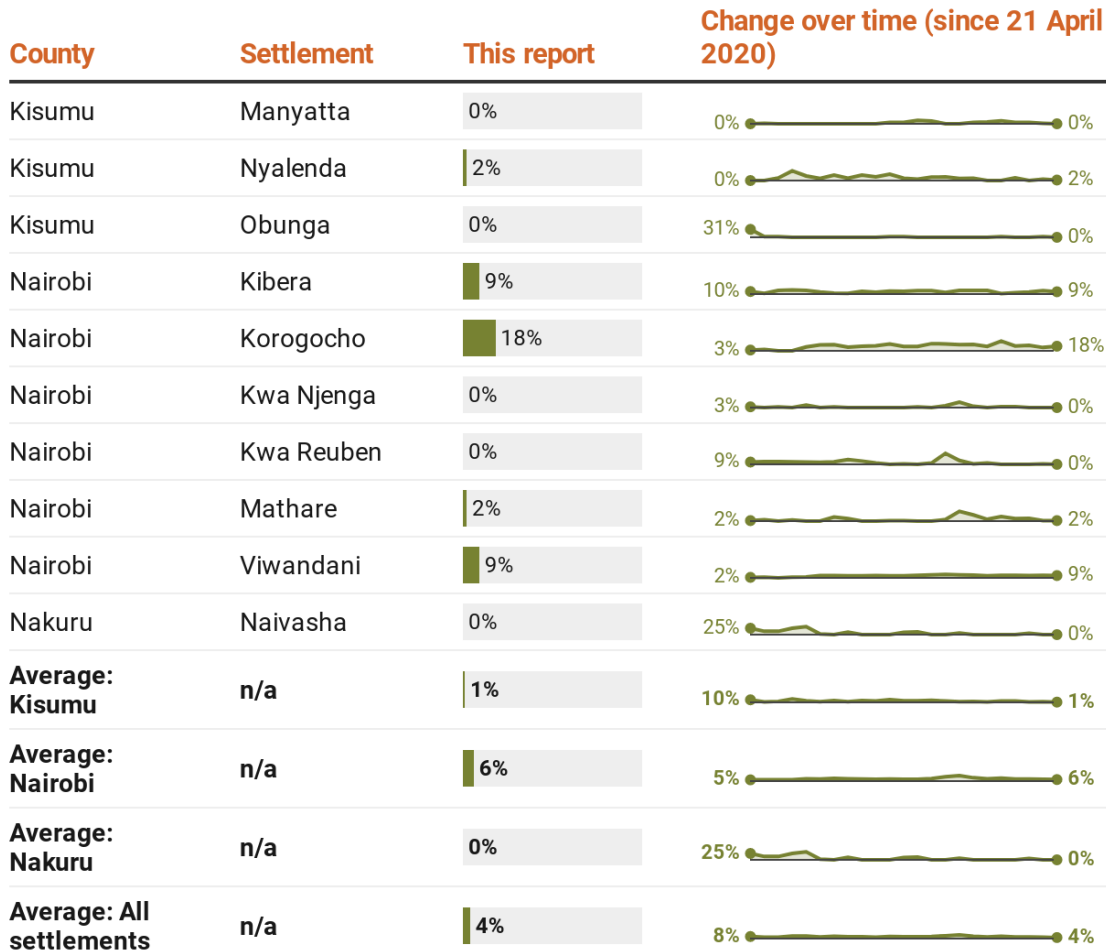 County Settlement This report Change over time (since 21 April
2020)
Kisumu Manyatta 0% 0% 0%
Kisumu Nyalenda 2% 0% 2%
Kisumu Obunga 0% 31% 0%
Nairobi Kibera 9% 10% 9%
Nairobi Korogocho 18% 3% 18%
Nairobi Kwa Njenga 0% 3% 0%
Nairobi Kwa Reuben 0% 9% 0%
Nairobi Mathare 2% 2% 2%
Nairobi Viwandani 9% 2% 9%
Nakuru Naivasha 0% 25% 0%
Average:
Kisumu n/a 1% 10% 1%
Average:
Nairobi n/a 6% 5% 6%
Average:
Nakuru n/a 0% 25% 0%
Average: All
settlements n/a 4% 8% 4%